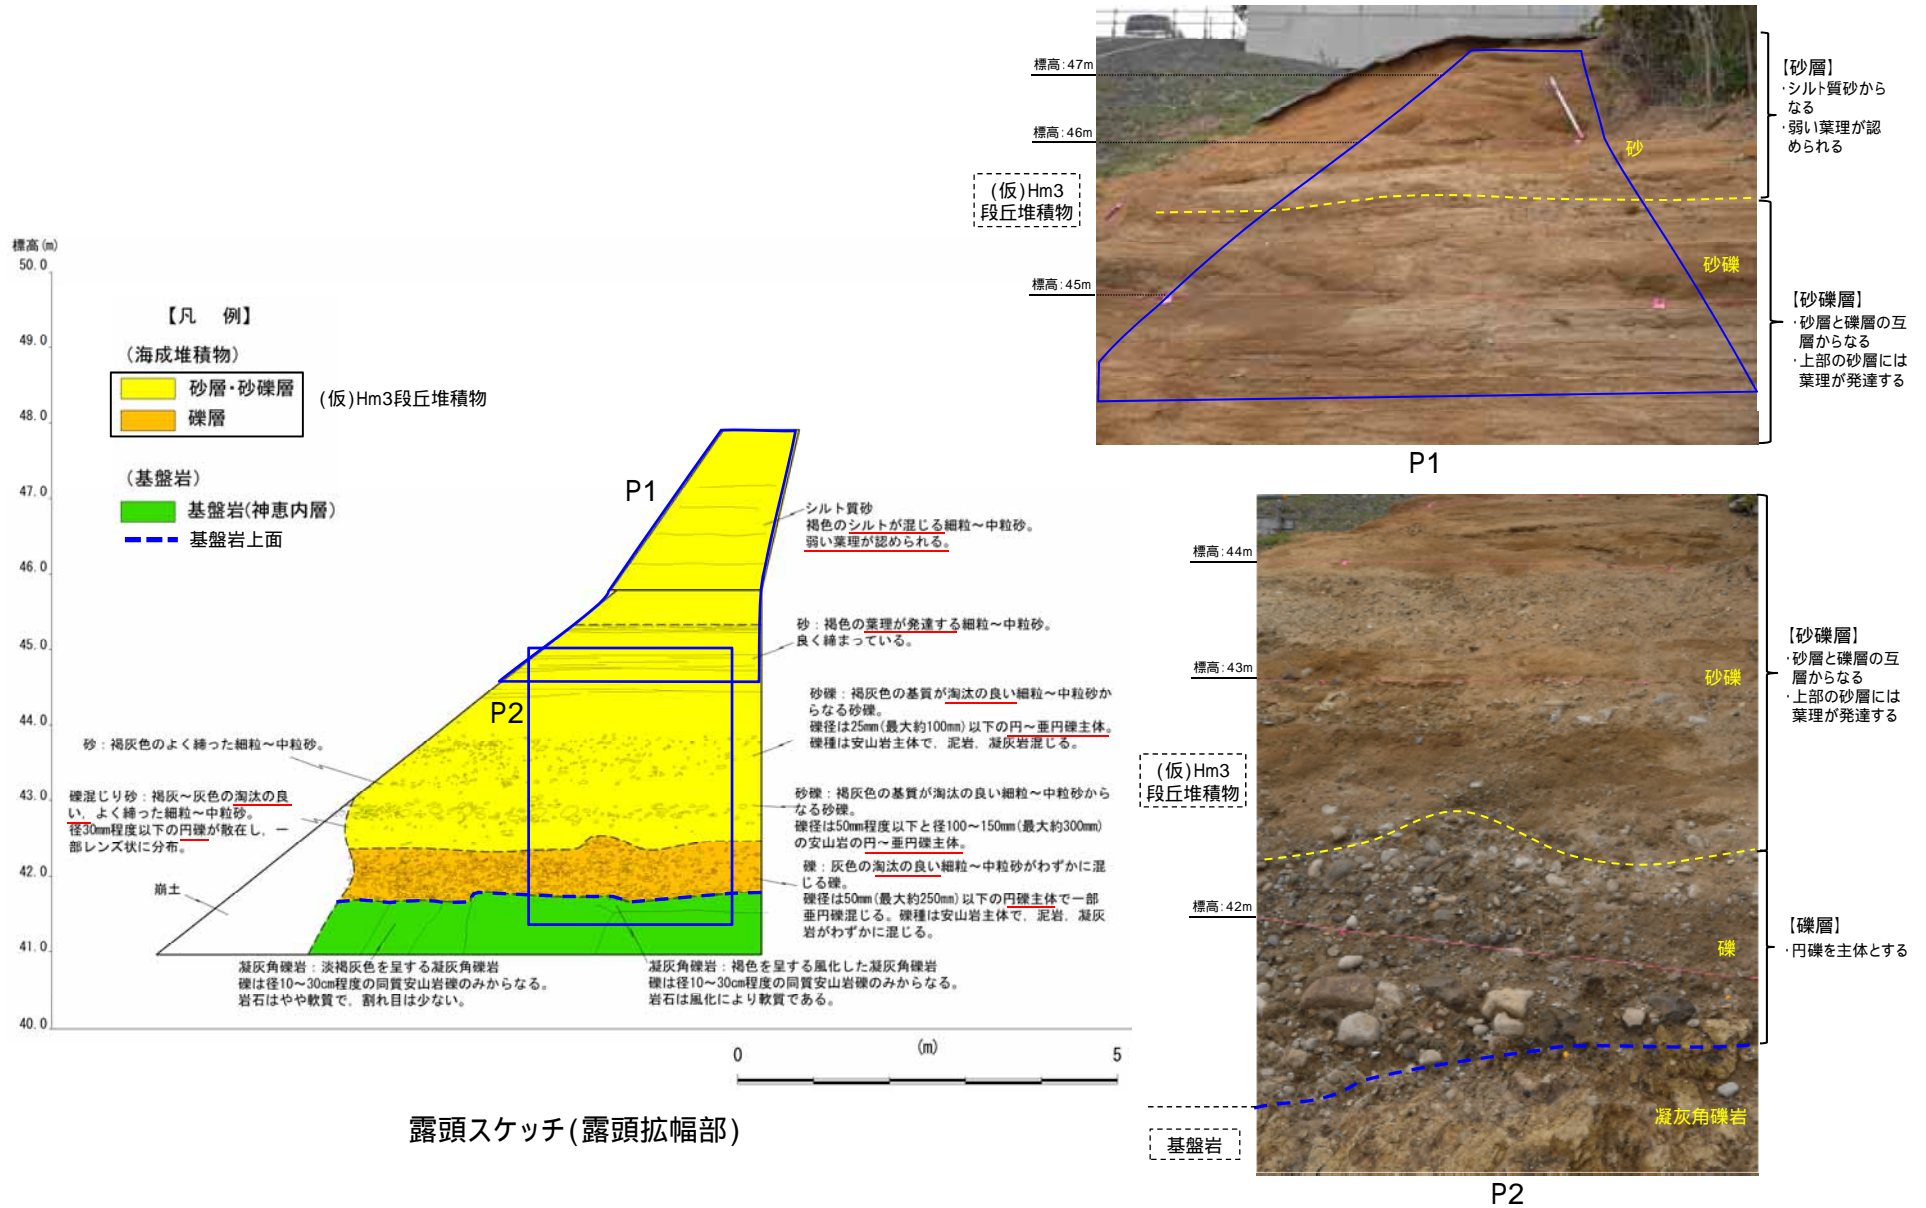 標高(m)
50.0
49.0
48.0
47.0
46.0
45.0
44.0
43.0
42.0
41.0
40.0
【凡　例】
(海成堆積物)
砂層・砂礫層
礫層
(仮)Hm3段丘堆積物
(基盤岩)
基盤岩(神恵内層)
基盤岩上面
P1
P2
シルト質砂
褐色のシルトが混じる細粒～中粒砂。
弱い葉理が認められる。
砂：褐色の葉理が発達する細粒～中粒砂。
良く締まっている。
砂礫：褐灰色の基質が淘汰の良い細粒～中粒砂か
らなる砂礫。
礫径は25mm(最大約100mm)以下の円～亜円礫主体。
礫種は安山岩主体で、泥岩、凝灰岩混じる。
砂礫：褐灰色の基質が淘汰の良い細粒～中粒砂から
なる砂礫。
礫径は50mm程度以下と径100～150mm(最大約300mm)
の安山岩の円～亜円礫主体。
礫：灰色の淘汰の良い細粒～中粒砂がわずかに混
じる礫。
礫径は50mm(最大約250mm)以下の円礫主体で一部
亜円礫混じる。礫種は安山岩主体で、泥岩、凝灰
岩がわずかに混じる。
砂：褐灰色のよく締った細粒～中粒砂。
礫混じり砂：褐灰～灰色の淘汰の良
い、よく締った細粒～中粒砂。
径30mm程度以下の円礫が散在し、一
部レンズ状に分布。
崩土
凝灰角礫岩：淡褐灰色を呈する凝灰角礫岩
礫は径10～30cm程度の同質安山岩礫のみからなる。
岩石はやや軟質で、割れ目は少ない。
凝灰角礫岩：褐色を呈する風化した凝灰角礫岩
礫は径10～30cm程度の同質安山岩礫のみからなる。
岩石は風化により軟質である。
0
(m)
5
露頭スケッチ(露頭拡幅部)
標高:47m
標高:46m
標高:45m
(仮)Hm3
段丘堆積物
砂
砂礫
【砂層】
・シルト質砂から
なる
・弱い葉理が認
められる
【砂礫層】
・砂層と礫層の互
層からなる
・上部の砂層には
葉理が発達する
P1
標高:44m
標高:43m
標高:42m
(仮)Hm3
段丘堆積物
基盤岩
砂礫
礫
凝灰角礫岩
【砂礫層】
・砂層と礫層の互
層からなる
・上部の砂層には
葉理が発達する
【礫層】
・円礫を主体とする
P2